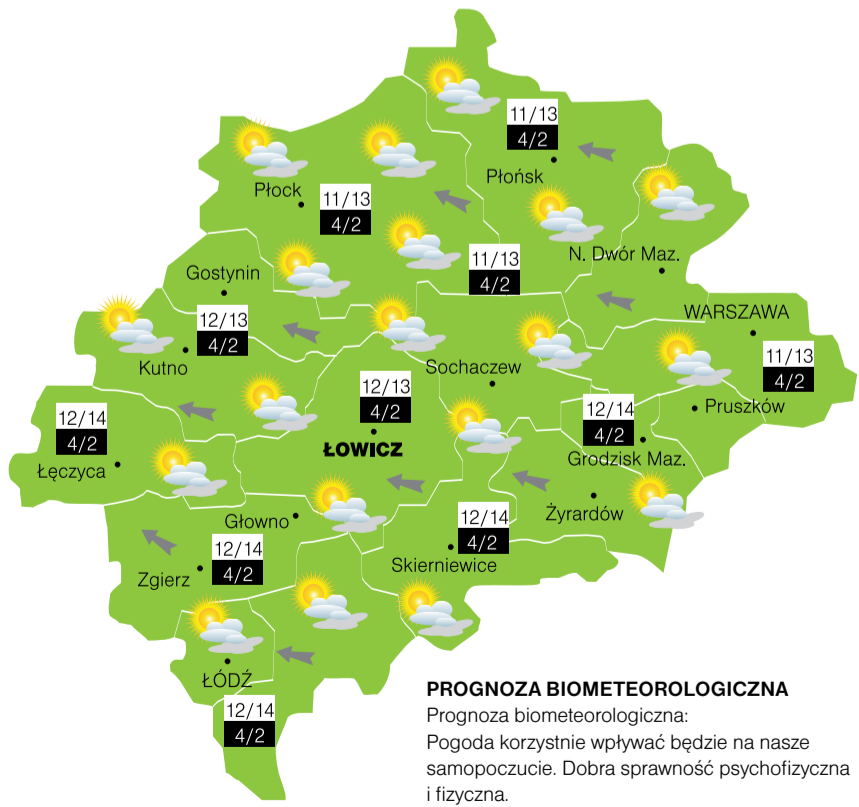 11/13
4/2
Płońsk
Płock
11/13
4/2
N. Dwór Maz.
11/13
4/2
Gostynin
12/13
4/2
Kutno
WARSZAWA
11/13
4/2
Sochaczew
12/13
4/2
ŁOWICZ
Pruszków
12/14
4/2
Grodzisk Maz.
12/14
4/2
Łęczyca
Żyrardów
Głowno
12/14
4/2
Skierniewice
12/14
4/2
Zgierz
ŁÓDŹ
12/14
4/2
PROGNOZA BIOMETEOROLOGICZNA
Prognoza biometeorologiczna:
Pogoda korzystnie wpływać będzie na nasze
samopoczucie. Dobra sprawność psychofizyczna
i fizyczna.